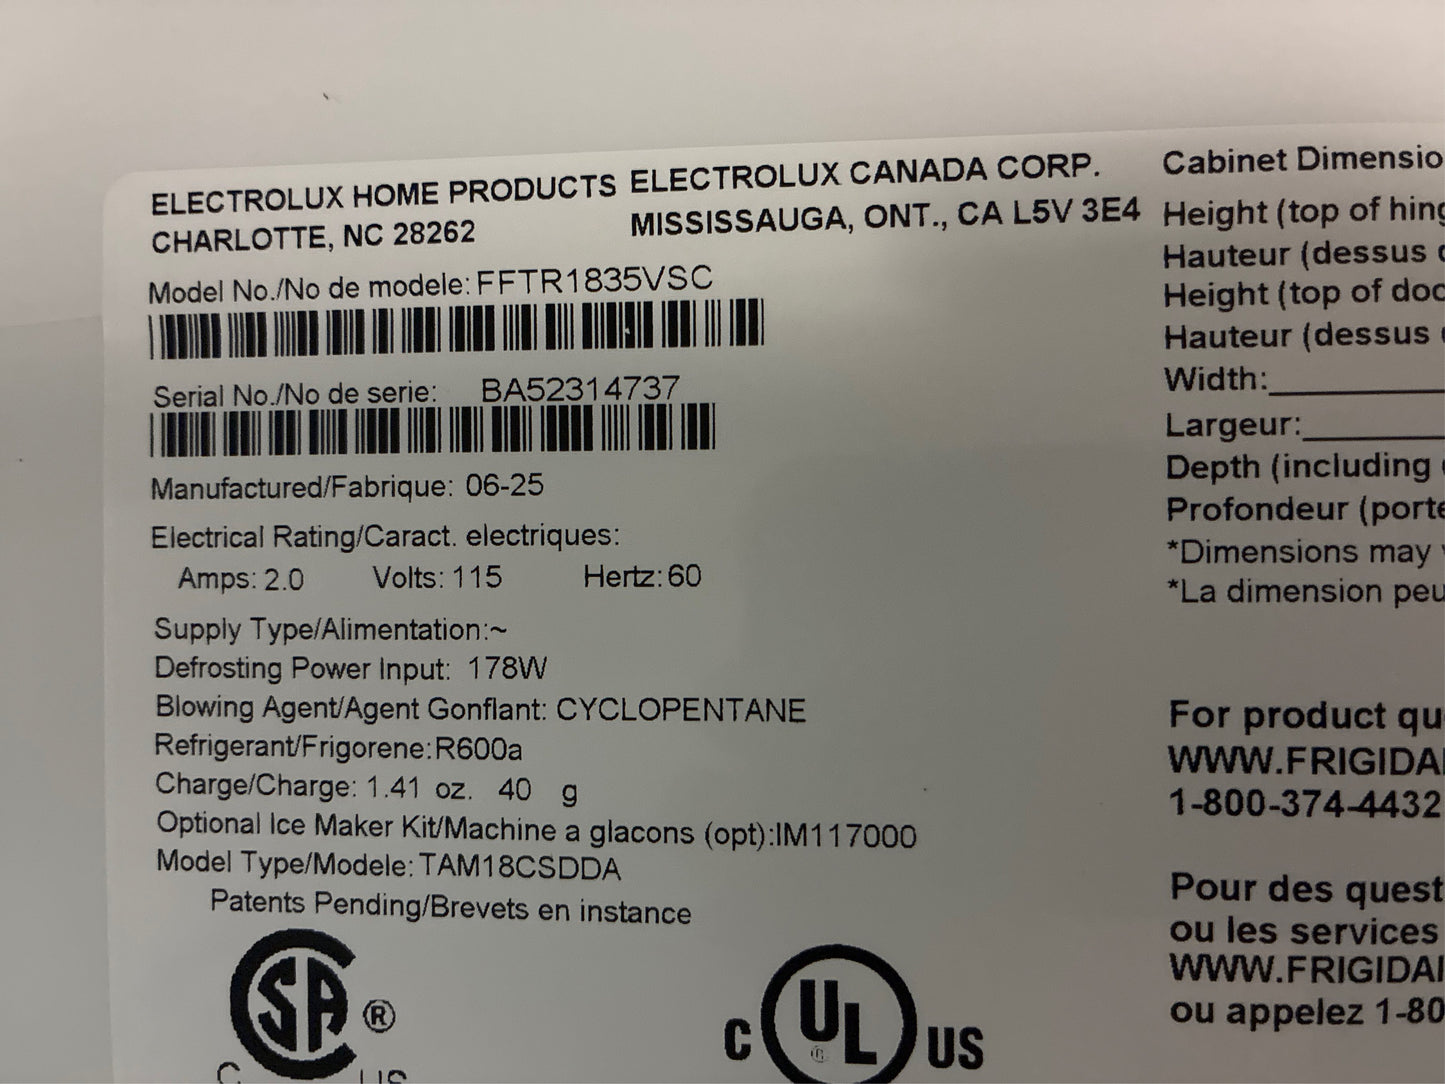 ELECTROLUX HOME PRODUCTS
CHARLOTTE, NC 28262
ELECTROLUX CANADA CORP.
MISSISSAUGA, ONT., CA L5V 3E4
Model No./No de modele: FFTR1835VSC
Serial No./No de serie: BA52314737
Manufactured/Fabrique: 06-25
Electrical Rating/Caract. electriques:
Amps: 2.0 Volts: 115 Hertz: 60
Supply Type/Alimentation:~
Defrosting Power Input: 178W
Blowing Agent/Agent Gonflant: CYCLOPENTANE
Refrigerant/Frigorene: R600a
Charge/Charge: 1.41 oz. 40 g
Optional Ice Maker Kit/Machine a glacons (opt):IM117000
Model Type/Modele: TAM18CSDDA
Patents Pending/Brevets en instance
CSA ®
C US
C UL US
Cabinet Dimensio
Height (top of hing
Hauteur (dessus
Height (top of doo
Hauteur (dessus
Width:
Largeur:
Depth (including
Profondeur (porte
*Dimensions may
*La dimension peu
For product qu
WWW.FRIGIDAI
1-800-374-4432
Pour des quest
ou les services
WWW.FRIGIDAI
ou appelez 1-80